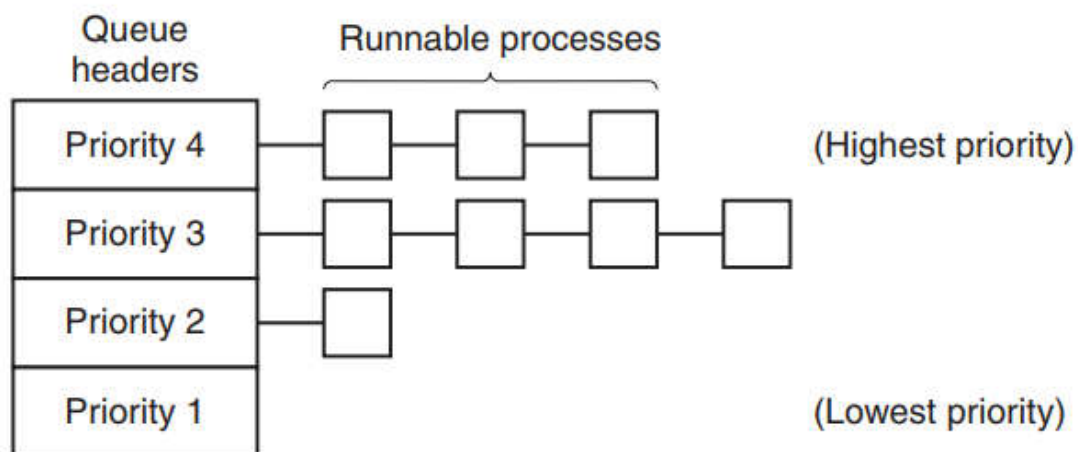 Queue
headers
Runnable processes
Priority 4
(Highest priority)
Priority 3
Priority 2
Priority 1
(Lowest priority)